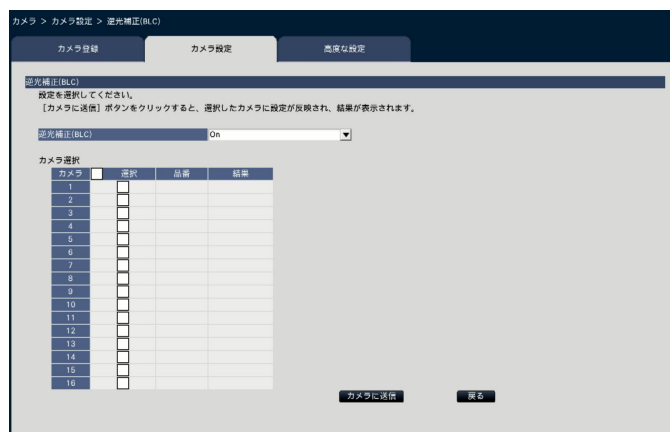 カメラ > カメラ設定 > 逆光補正(BLC)
カメラ登録 カメラ設定 高度な設定
逆光補正(BLC)
設定を選択してください。
［カメラに送信］ボタンをクリックすると、選択したカメラに設定が反映され、結果が表示されます。
逆光補正(BLC) On
カメラ選択
カメラ 選択 品番 結果
1
2
3
4
5
6
7
8
9
10
11
12
13
14
15
16
カメラに送信 戻る